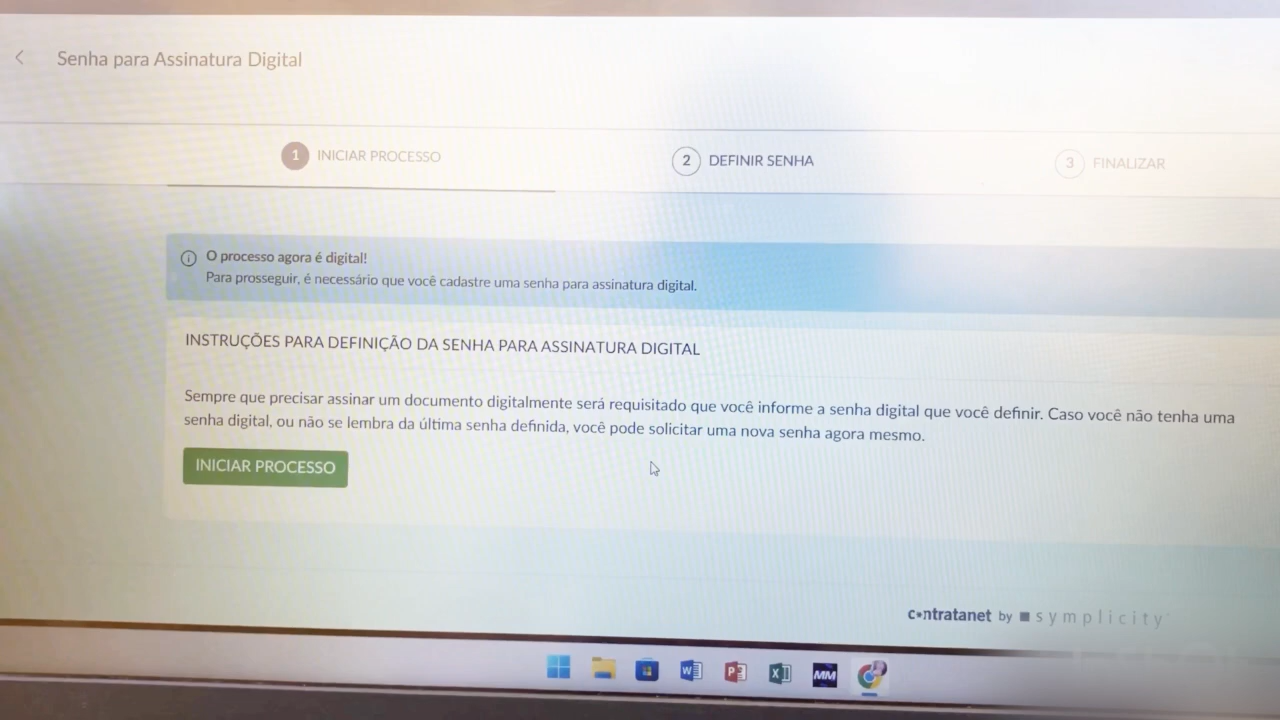 Senha para Assinatura Digital
1 INICIAR PROCESSO
2 DEFINIR SENHA
3 FINALIZAR
O processo agora é digital!
Para prosseguir, é necessário que você cadastre uma senha para assinatura digital.
INSTRUÇÕES PARA DEFINIÇÃO DA SENHA PARA ASSINATURA DIGITAL
Sempre que precisar assinar um documento digitalmente será requisitado que você informe a senha digital que você definir. Caso você não tenha uma
senha digital, ou não se lembra da última senha definida, você pode solicitar uma nova senha agora mesmo.
INICIAR PROCESSO
contratanet by symplicity
W P X MM